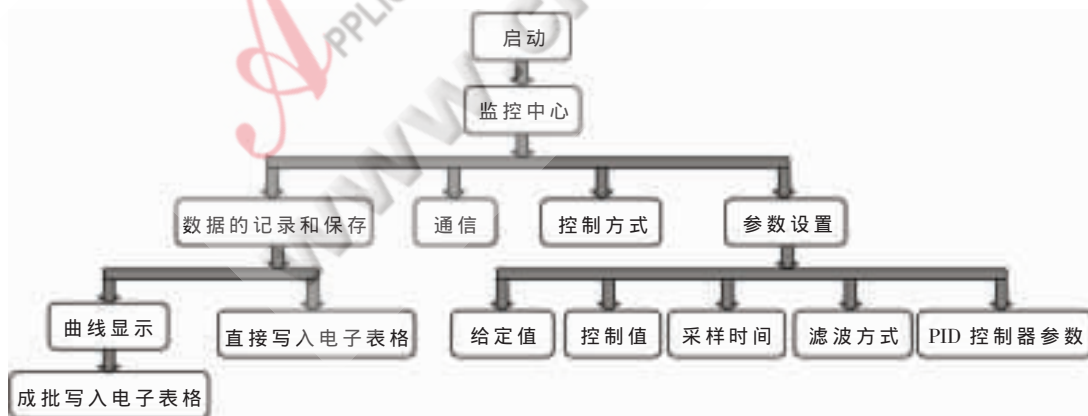 启动
监控中心
数据的记录和保存
通信
控制方式
参数设置
曲线显示
直接写入电子表格
给定值
控制值
采样时间
滤波方式
PID 控制器参数
成批写入电子表格